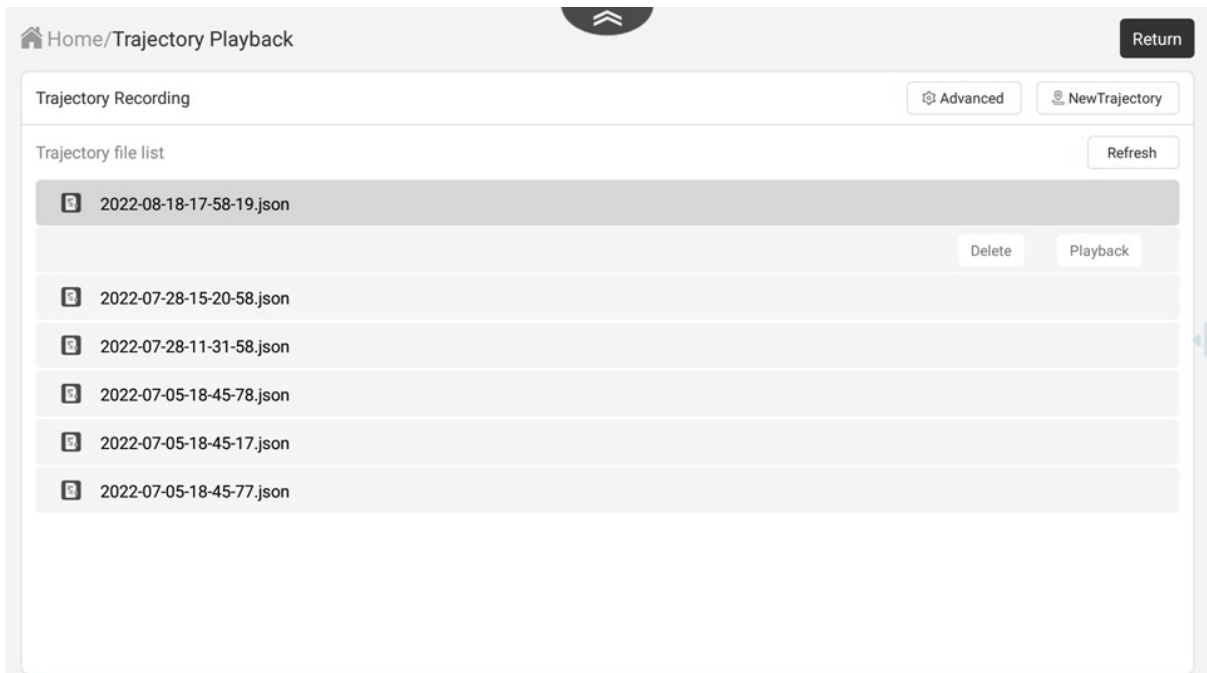 Home/Trajectory Playback
Return
Trajectory Recording
Advanced
NewTrajectory
Trajectory file list
Refresh
2022-08-18-17-58-19.json
Delete
Playback
2022-07-28-15-20-58.json
2022-07-28-11-31-58.json
2022-07-05-18-45-78.json
2022-07-05-18-45-17.json
2022-07-05-18-45-77.json